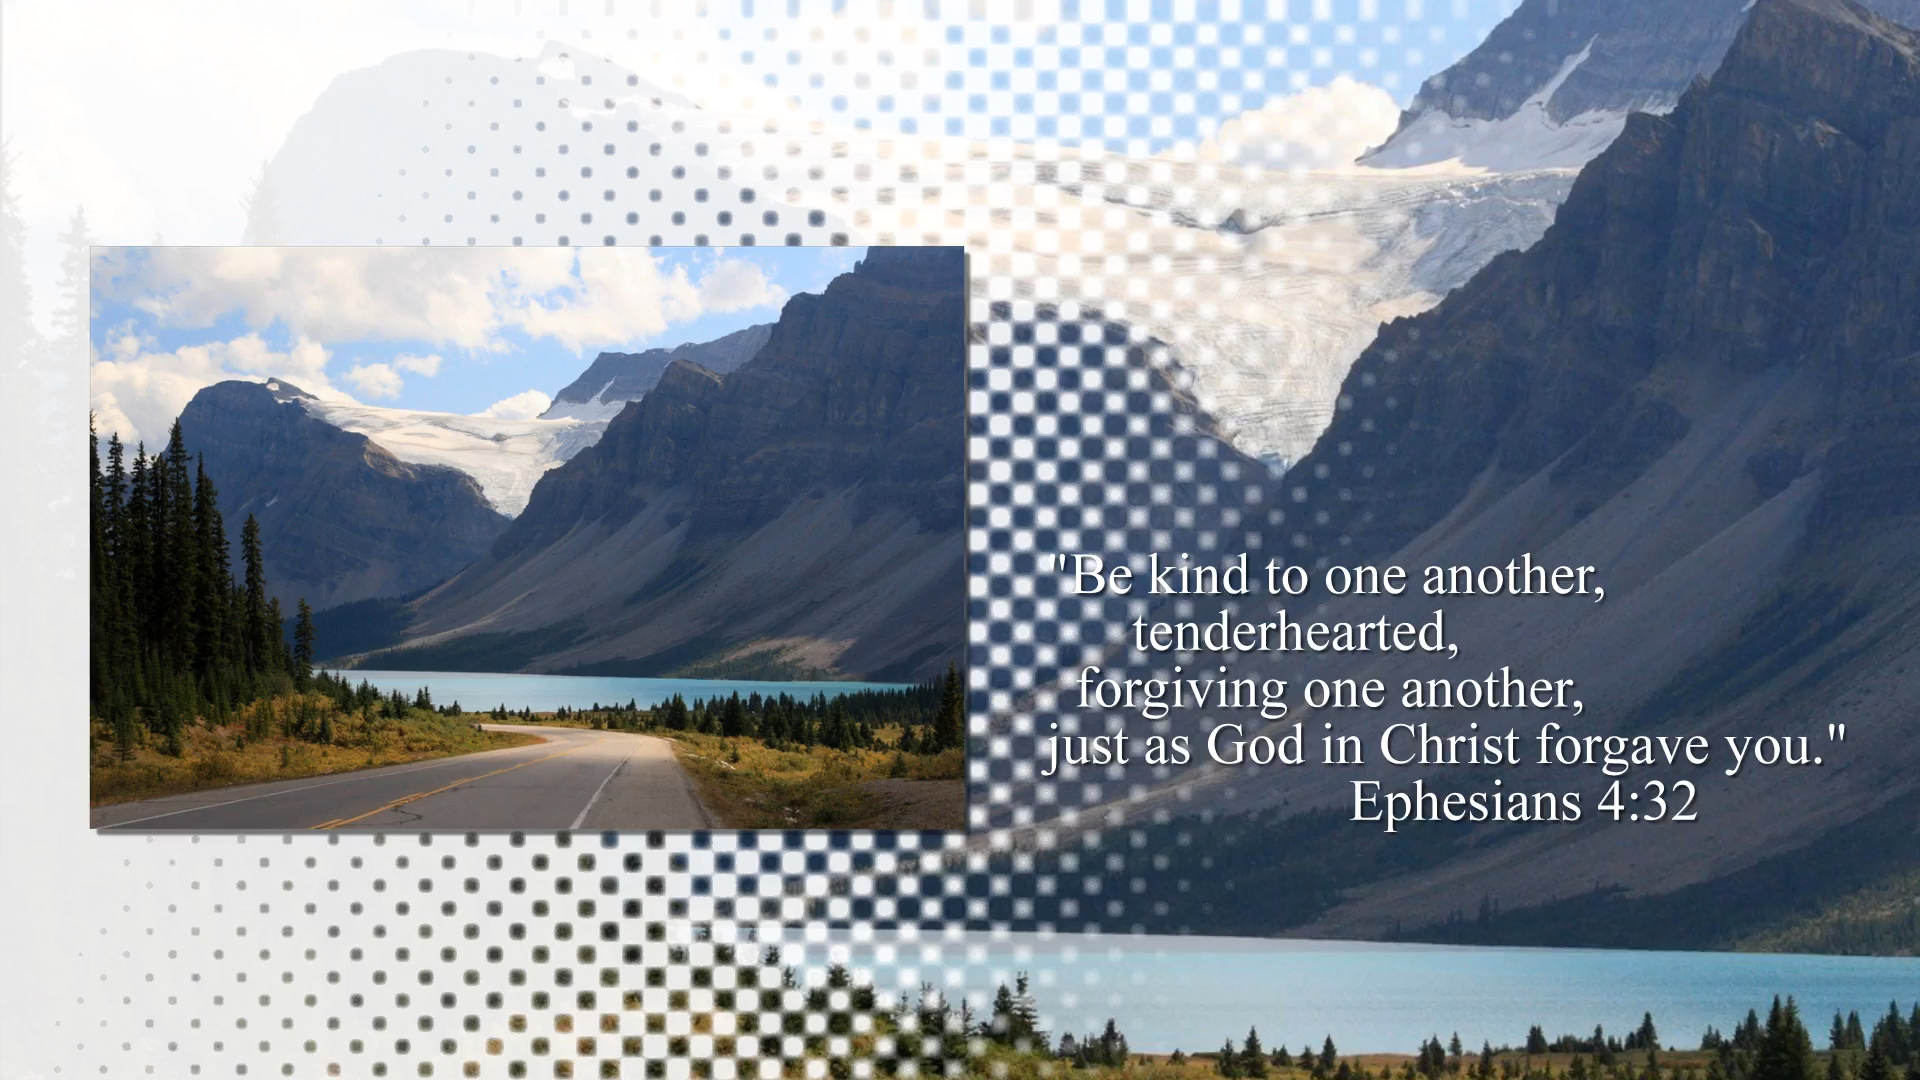 "Be kind to one another,
tenderhearted,
forgiving one another,
just as God in Christ forgave you."
Ephesians 4:32